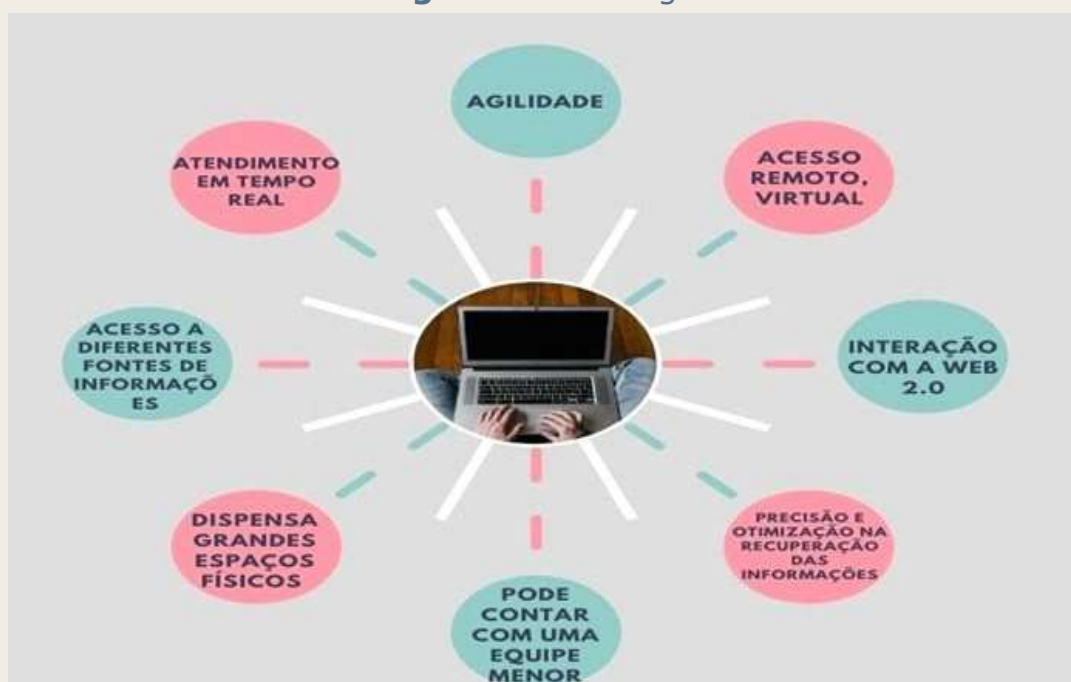 AGILIDADE
ATENDIMENTO
EM TEMPO
REAL
ACESSO
REMOTO,
VIRTUAL
ACESSO A
DIFERENTES
FONTES DE
INFORMAÇÕ
ES
INTERAÇÃO
COM A WEB
2.0
DISPENSA
GRANDES
ESPAÇOS
FÍSICOS
PRECISÃO E
OTIMIZAÇÃO NA
RECUPERAÇÃO
DAS
INFORMAÇÕES
PODE
CONTAR
COM UMA
EQUIPE
MENOR